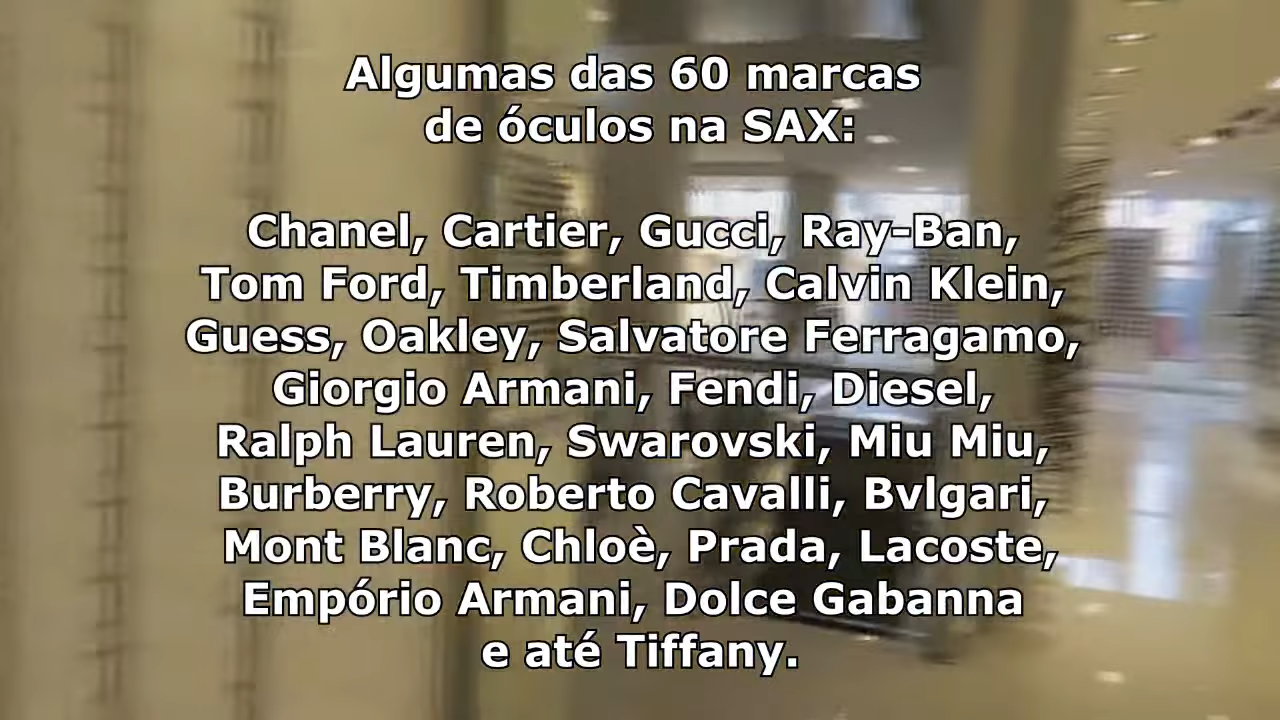 Algumas das 60 marcas
de óculos na SAX:
Chanel, Cartier, Gucci, Ray-Ban,
Tom Ford, Timberland, Calvin Klein,
Guess, Oakley, Salvatore Ferragamo,
Giorgio Armani, Fendi, Diesel,
Ralph Lauren, Swarovski, Miu Miu,
Burberry, Roberto Cavalli, Bvlgari,
Mont Blanc, Chloè, Prada, Lacoste,
Empório Armani, Dolce Gabanna
e até Tiffany.